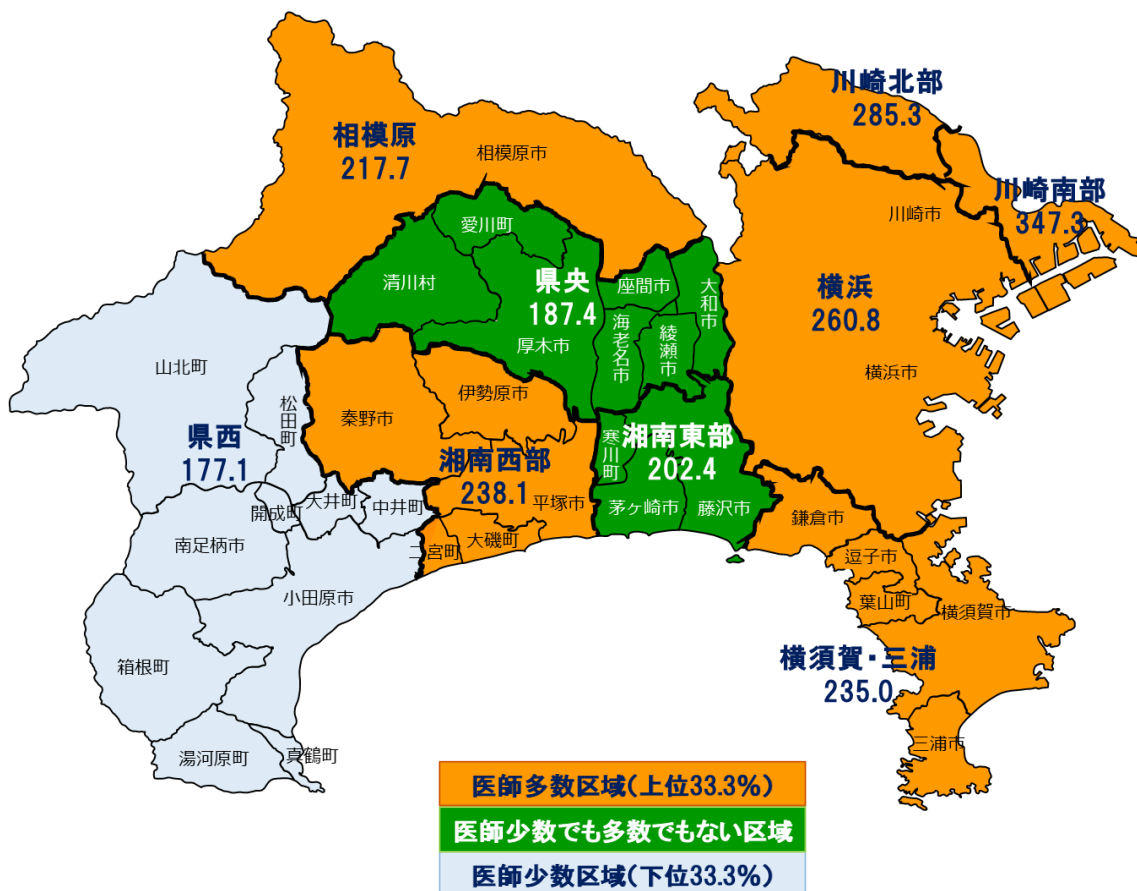 川崎北部
285.3
相模原
217.7
相模原市
川崎南部
347.3
川崎市
愛川町
清川村
県央
187.4
座間市
大和市
海老名市
綾瀬市
厚木市
横浜
260.8
横浜市
山北町
松田町
県西
177.1
秦野市
伊勢原市
湘南西部
238.1
平塚市
湘南東部
202.4
寒川町
茅ヶ崎市
藤沢市
開成町
大井町
中井町
二宮町
大磯町
南足柄市
小田原市
箱根町
湯河原町
真鶴町
鎌倉市
逗子市
葉山町
横須賀市
横須賀・三浦
235.0
三浦市
医師多数区域(上位33.3%)
医師少数でも多数でもない区域
医師少数区域(下位33.3%)